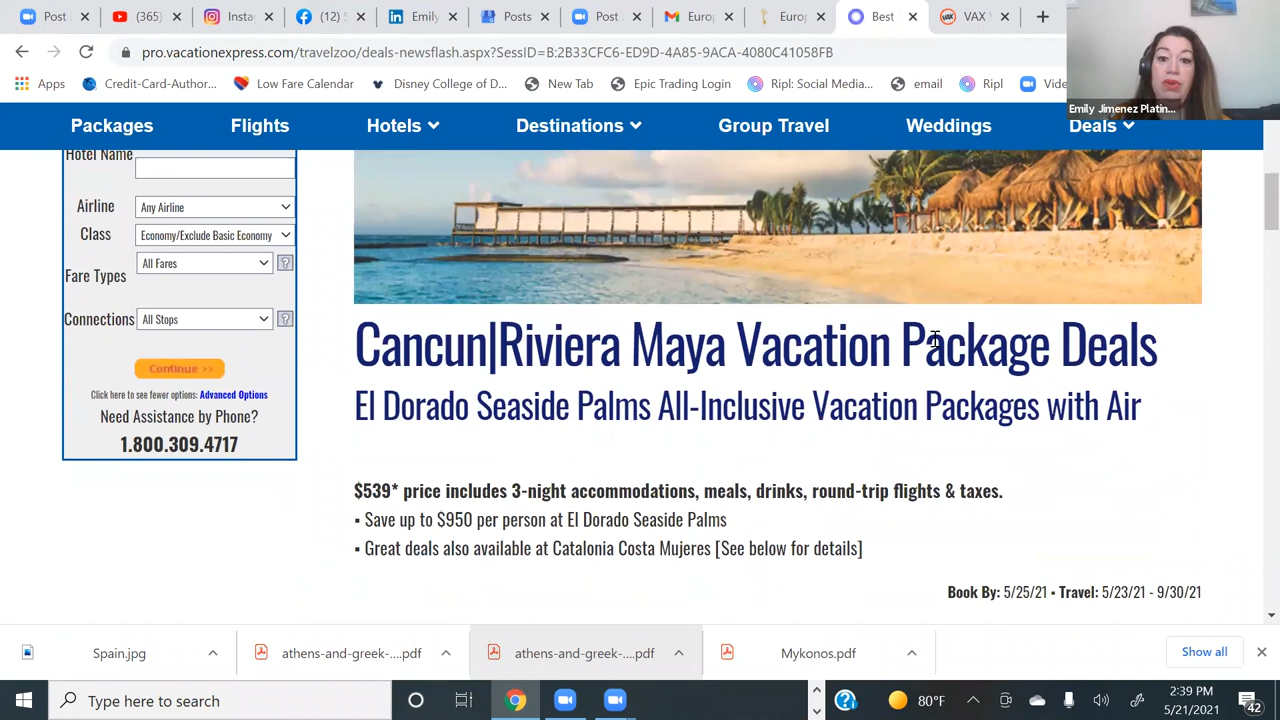 Post
(365)
Insta
(12) S
Emily
Posts
Post
Europ
Europ
Best
VAX
pro.vacationexpress.com/travelzoo/deals-newsflash.aspx?SessID=B:2B33CFC6-ED9D-4A85-9ACA-4080C41058FB
Apps
Credit-Card-Author...
Low Fare Calendar
Disney College P... D...
New Tab
Epic Trading Login
Ripl: Social Media...
email
Ripl
Vide
Emily Jimenez Platin...
Packages Flights Hotels Destinations Group Travel Weddings Deals
Hotel Name
Airline Any Airline
Class Economy/Exclude Basic Economy
Fare Types All Fares ?
Connections All Stops ?
Continue >>
Click here to see fewer options: Advanced Options
Need Assistance by Phone?
1.800.309.4717
Cancun|Riviera Maya Vacation Package Deals
El Dorado Seaside Palms All-Inclusive Vacation Packages with Air
$539* price includes 3-night accommodations, meals, drinks, round-trip flights & taxes.
▪ Save up to $950 per person at El Dorado Seaside Palms
▪ Great deals also available at Catalonia Costa Mujeres [See below for details]
Book By: 5/25/21 ▪ Travel: 5/23/21 - 9/30/21
Spain.jpg
athens-and-greek-....pdf
athens-and-greek-....pdf
Mykonos.pdf
Show all
Type here to search
80°F
2:39 PM
5/21/2021
42